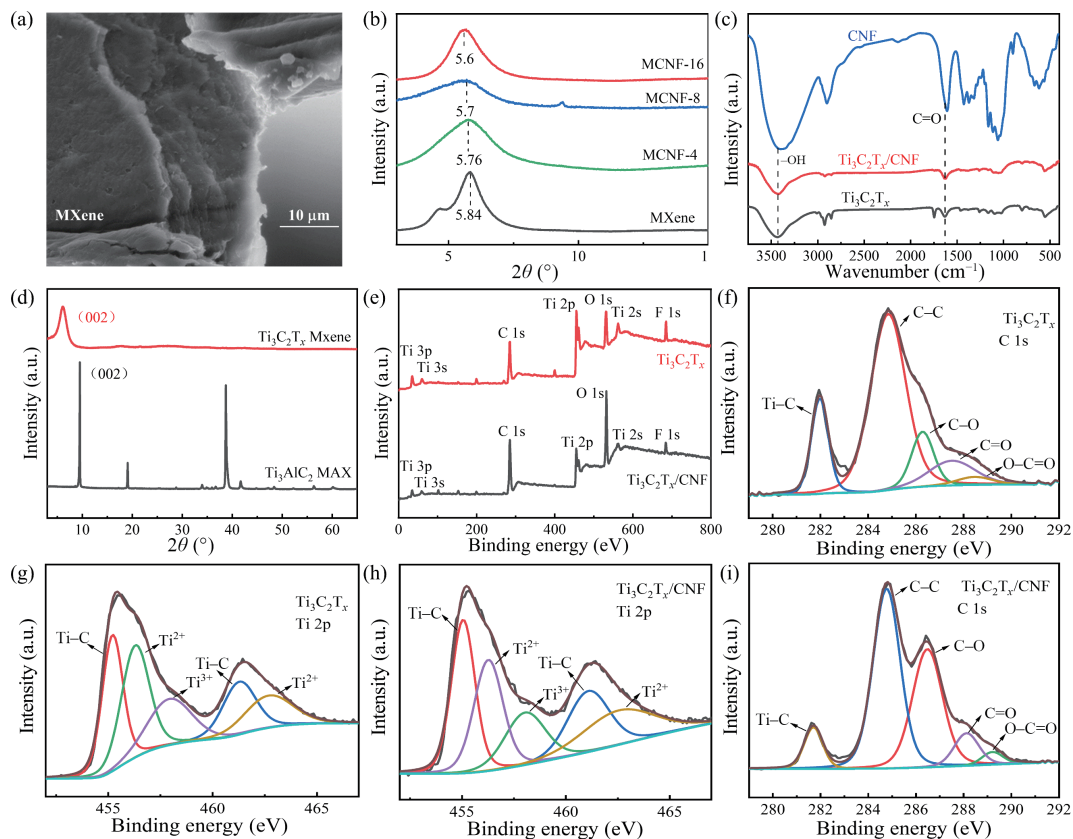 (a)
MXene
10 μm
(b)
Intensity (a.u.)
MCNF-16
5.6
MCNF-8
5.7
MCNF-4
5.76
MXene
5.84
5 10 1
2θ (°)
(c)
Intensity (a.u.)
CNF
C=O
–OH
Ti₃C₂Tₓ/CNF
Ti₃C₂Tₓ
3500 3000 2500 2000 1500 1000 500
Wavenumber (cm⁻¹)
(d)
Intensity (a.u.)
(002)
Ti₃C₂Tₓ Mxene
(002)
Ti₃AlC₂ MAX
10 20 30 40 50 60
2θ (°)
(e)
Intensity (a.u.)
Ti 3p
Ti 3s
C 1s
Ti 2p
O 1s
Ti 2s
F 1s
Ti₃C₂Tₓ
Ti 3p
Ti 3s
C 1s
Ti 2p
O 1s
Ti 2s
F 1s
Ti₃C₂Tₓ/CNF
0 200 400 600 800
Binding energy (eV)
(f)
Intensity (a.u.)
Ti₃C₂Tₓ
C 1s
Ti–C
C–C
C–O
C=O
O–C=O
280 282 284 286 288 290 292
Binding energy (eV)
(g)
Intensity (a.u.)
Ti₃C₂Tₓ
Ti 2p
Ti–C
Ti²⁺
Ti³⁺
Ti–C
Ti²⁺
455 460 465
Binding energy (eV)
(h)
Intensity (a.u.)
Ti₃C₂Tₓ/CNF
Ti 2p
Ti–C
Ti²⁺
Ti³⁺
Ti–C
Ti²⁺
455 460 465
Binding energy (eV)
(i)
Intensity (a.u.)
Ti₃C₂Tₓ/CNF
C 1s
Ti–C
C–C
C–O
C=O
O–C=O
280 282 284 286 288 290 292
Binding energy (eV)